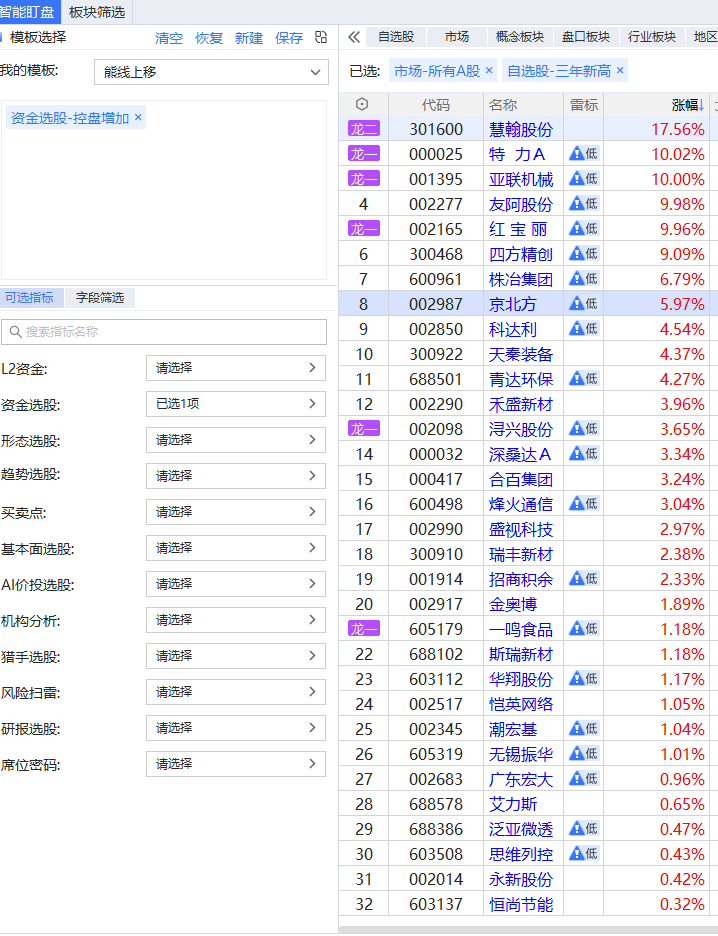 智能盯盘 板块筛选
模板选择 清空 恢复 新建 保存
我的模板: 能线上移
资金选股-控盘增加 ×
可选指标 字段筛选
搜索指标名称
L2资金: 请选择
资金选股: 已选1项
形态选股: 请选择
趋势选股: 请选择
买卖点: 请选择
基本面选股: 请选择
AI价投选股: 请选择
机构分析: 请选择
猎手选股: 请选择
风险扫雷: 请选择
研报选股: 请选择
席位密码: 请选择
自选股 市场 概念板块 盘口板块 行业板块 地区
已选: 市场-所有A股 × 自选股-三年新高 ×
代码 名称 雷标 涨幅↓
龙二 301600 慧翰股份 17.56%
龙一 000025 特 力A 低 10.02%
龙一 001395 亚联机械 低 10.00%
4 002277 友阿股份 低 9.98%
龙一 002165 红 宝 丽 低 9.96%
6 300468 四方精创 低 9.09%
7 600961 株冶集团 低 6.79%
8 002987 京北方 低 5.97%
9 002850 科达利 低 4.54%
10 300922 天秦装备 4.37%
11 688501 青达环保 低 4.27%
12 002290 禾盛新材 3.96%
龙一 002098 浔兴股份 低 3.65%
14 000032 深桑达A 低 3.34%
15 000417 合百集团 3.24%
16 600498 烽火通信 低 3.04%
17 002990 盛视科技 2.97%
18 300910 瑞丰新材 2.38%
19 001914 招商积余 低 2.33%
20 002917 金奥博 1.89%
龙一 605179 一鸣食品 低 1.18%
22 688102 斯瑞新材 1.18%
23 603112 华翔股份 低 1.17%
24 002517 恺英网络 1.05%
25 002345 潮宏基 低 1.04%
26 605319 无锡振华 低 1.01%
27 002683 广东宏大 低 0.96%
28 688578 艾力斯 0.65%
29 688386 泛亚微透 低 0.47%
30 603508 思维列控 低 0.43%
31 002014 永新股份 0.42%
32 603137 恒尚节能 0.32%